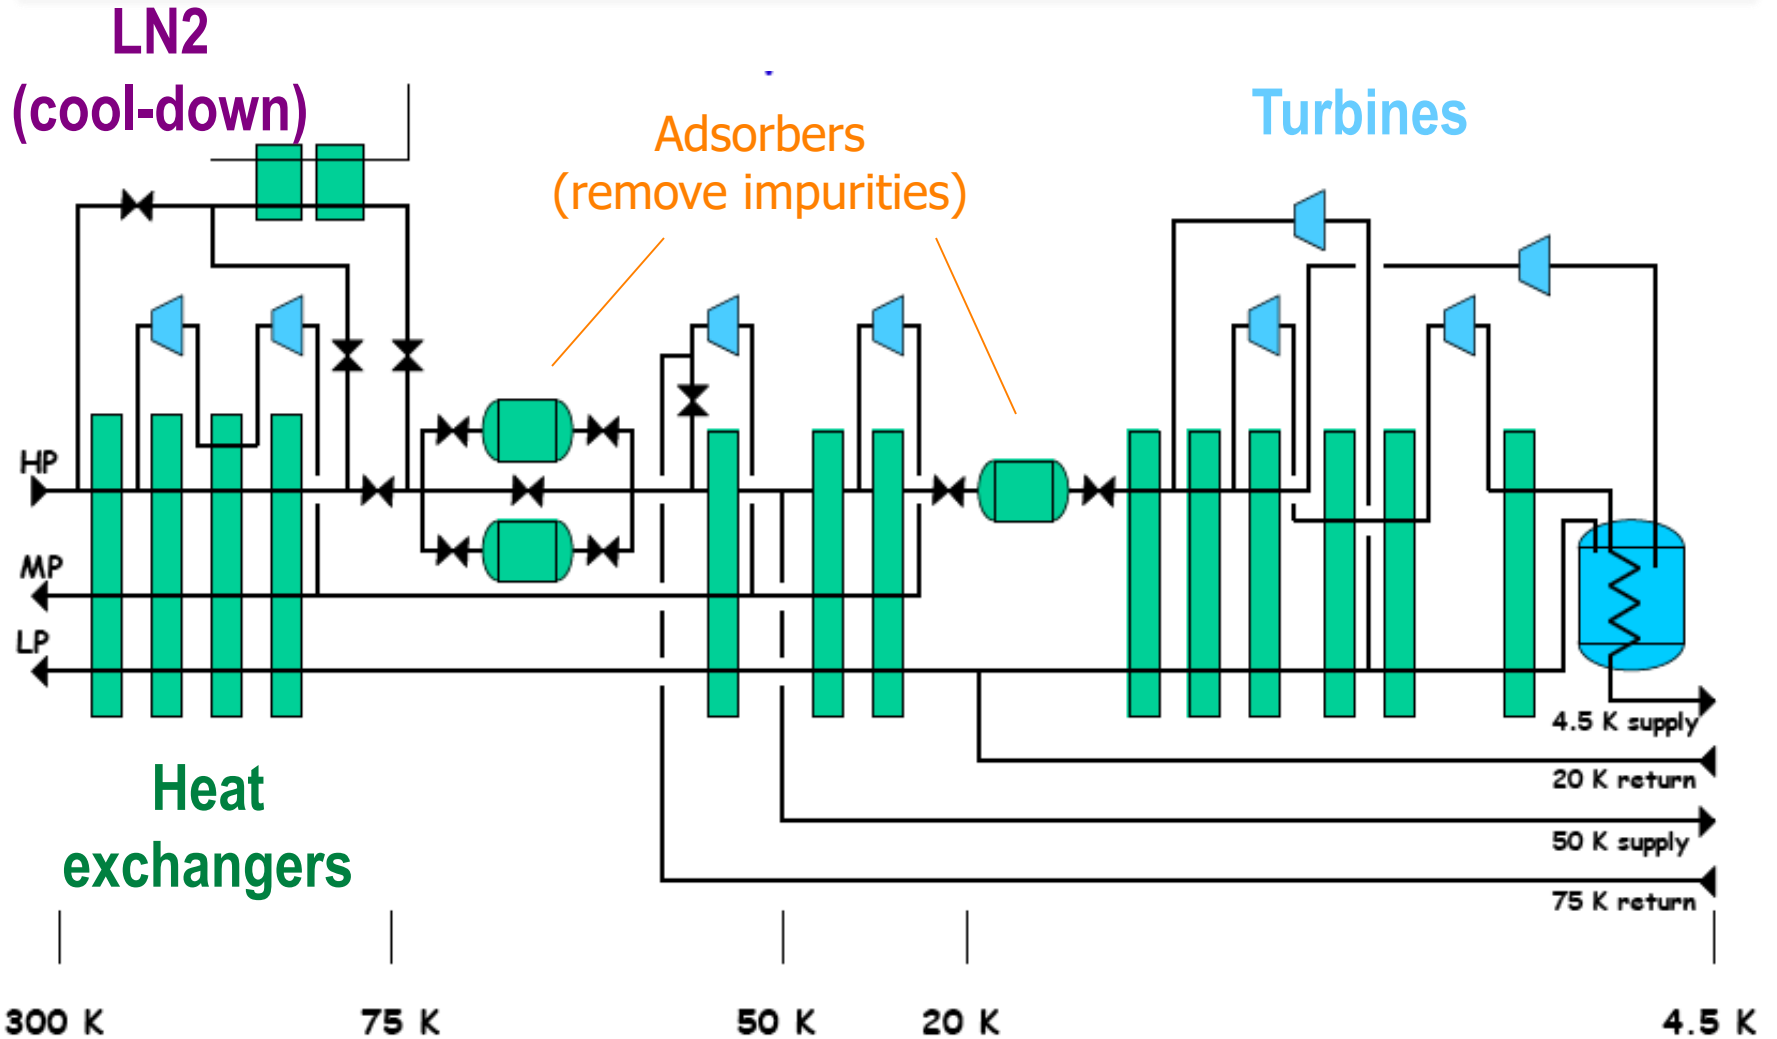 LN2
(cool-down)
Adsorbers
(remove impurities)
Turbines
HP
MP
LP
4.5 K supply
20 K return
50 K supply
75 K return
Heat
exchangers
300 K
75 K
50 K
20 K
4.5 K